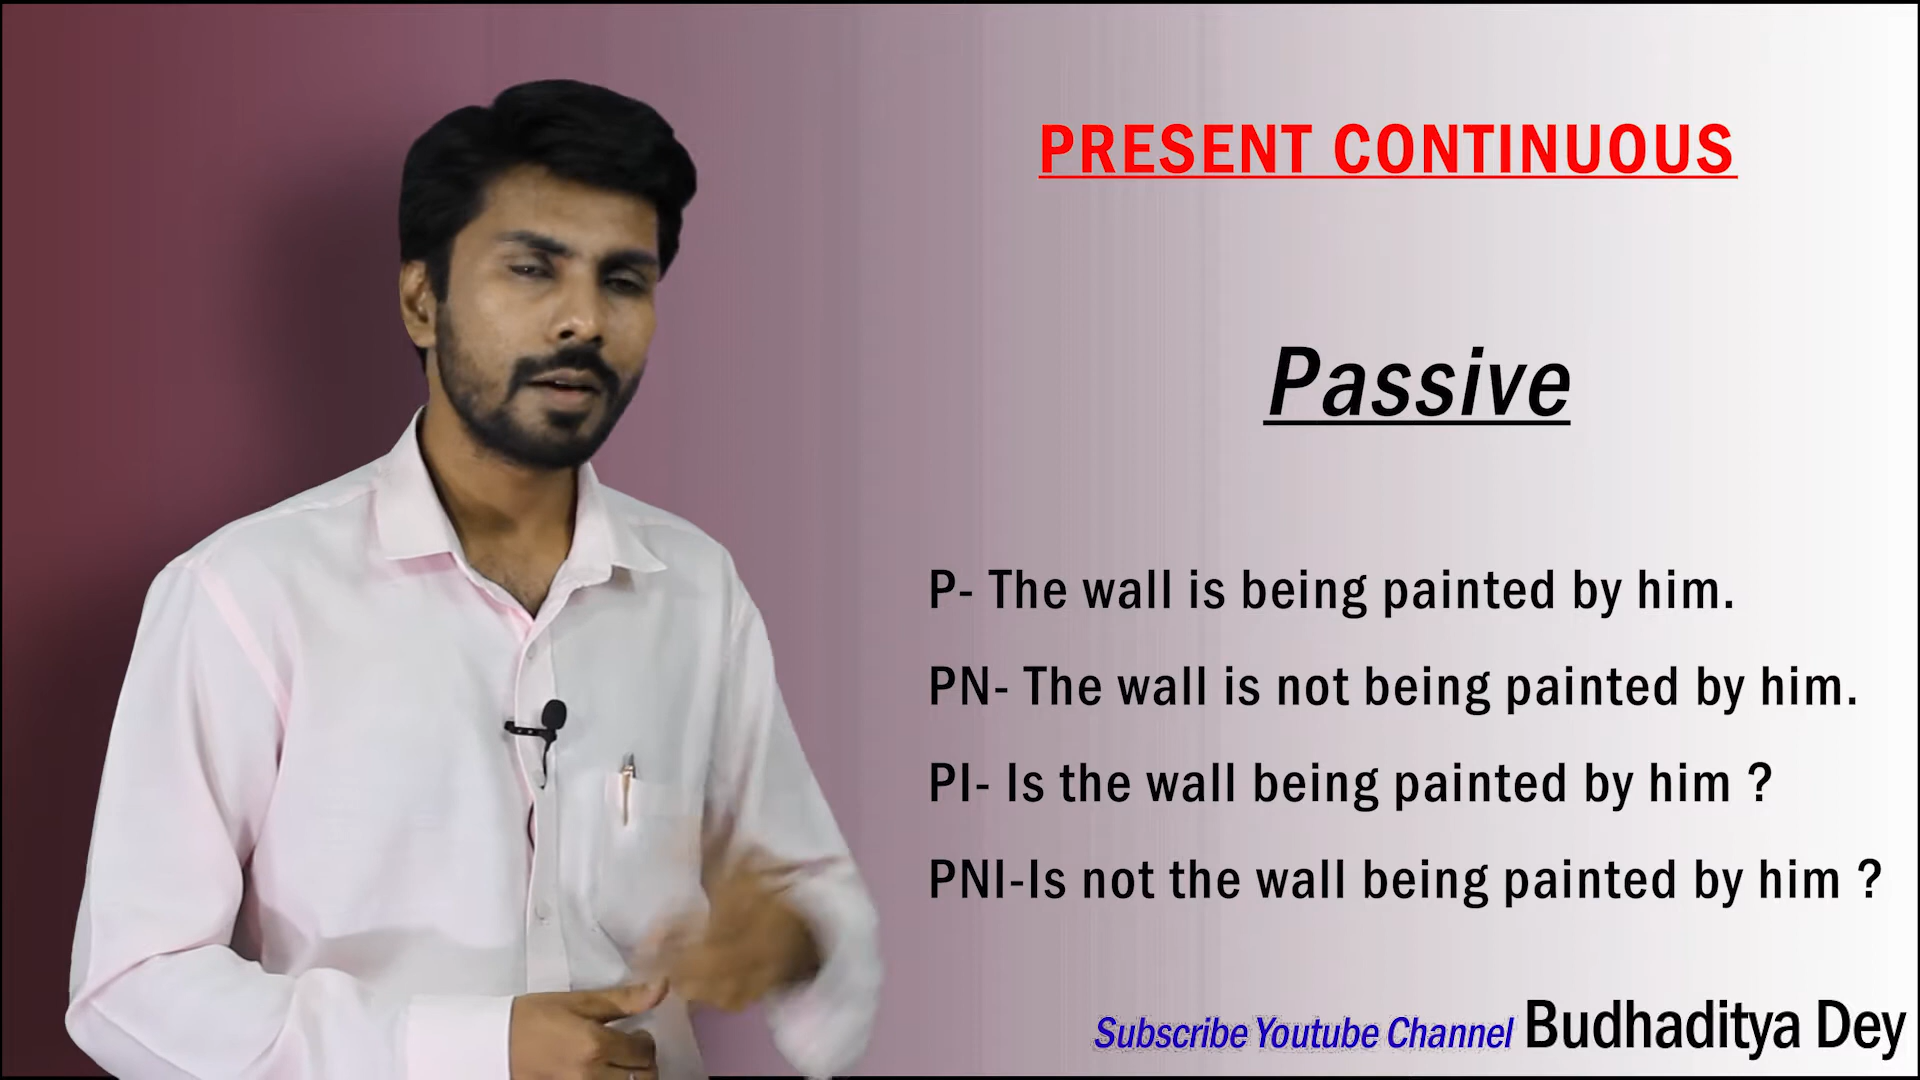 PRESENT CONTINUOUS
Passive
P- The wall is being painted by him.
PN- The wall is not being painted by him.
PI- Is the wall being painted by him ?
PNI-Is not the wall being painted by him ?
Subscribe Youtube Channel Budhaditya Dey